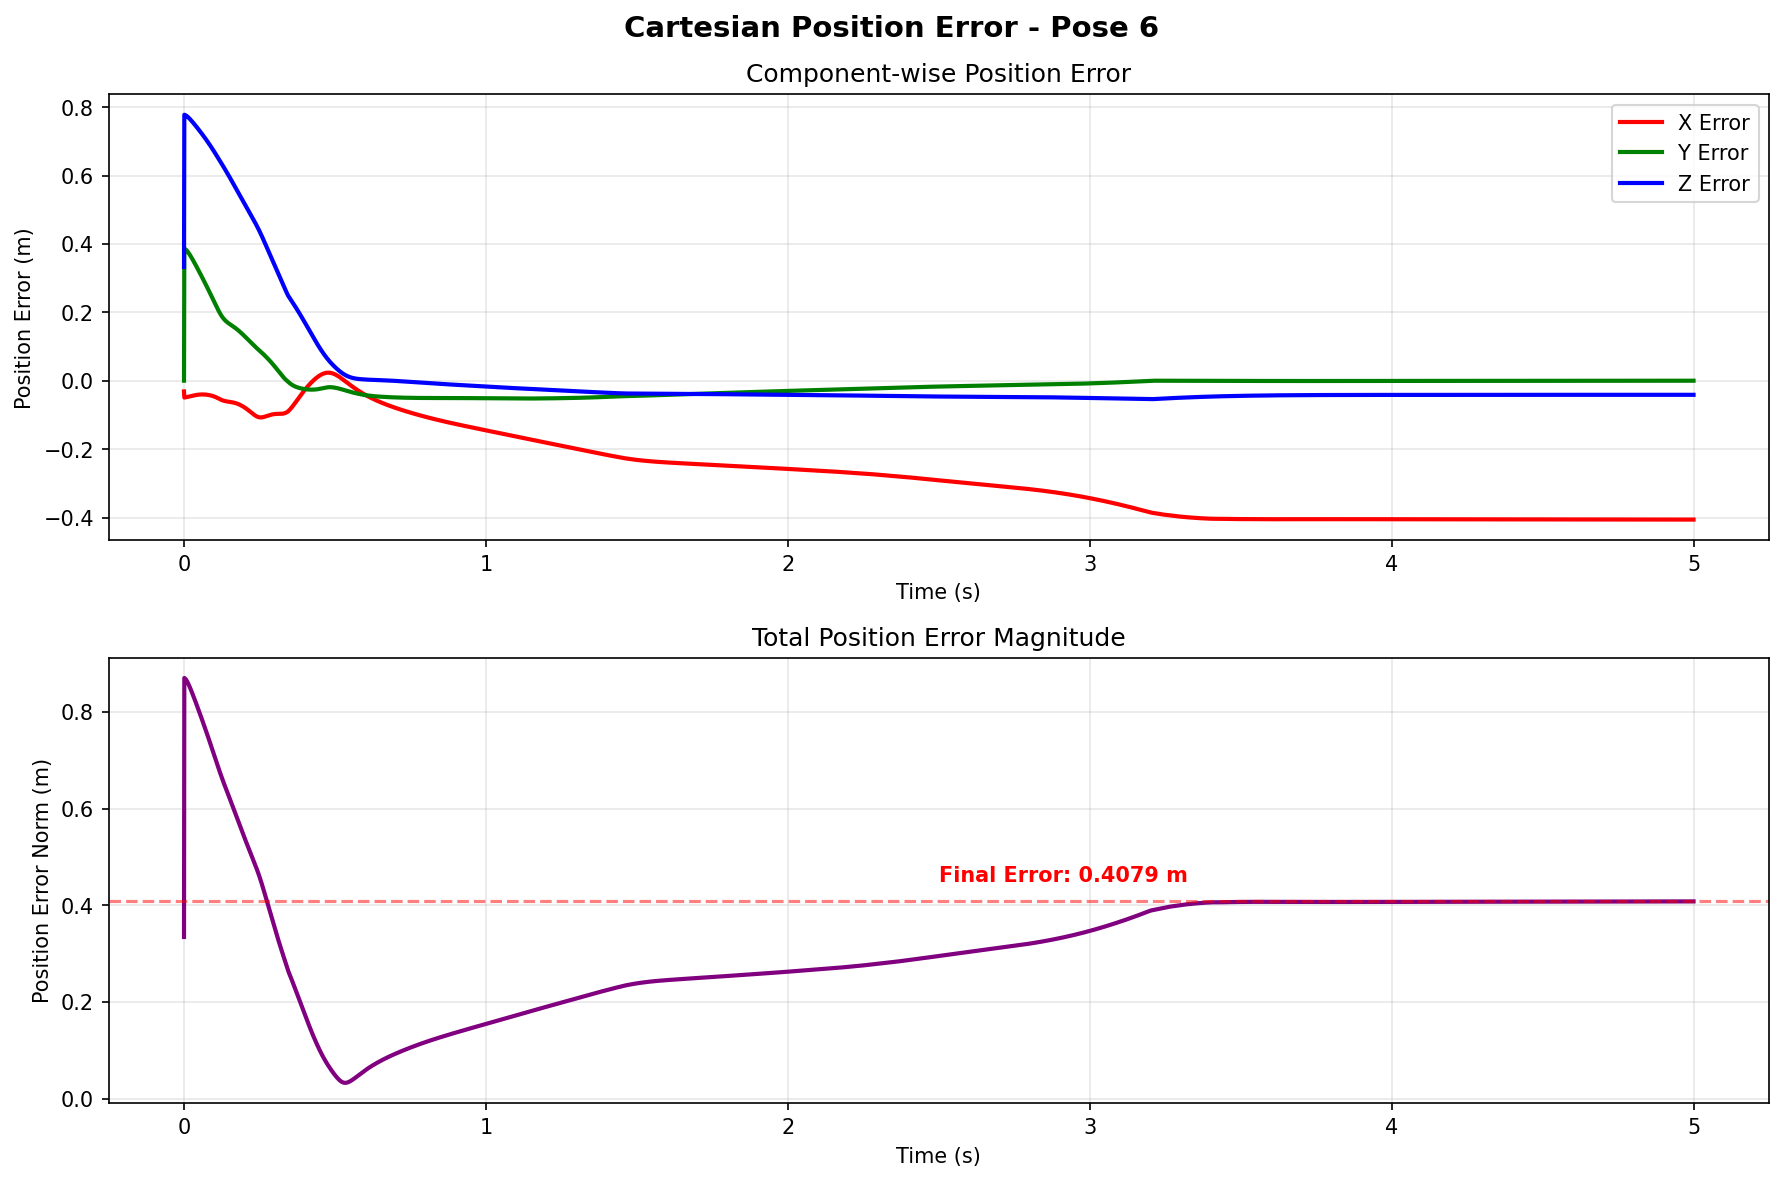 Cartesian Position Error - Pose 6
Component-wise Position Error
0.8
0.6
0.4
0.2
0.0
−0.2
−0.4
Position Error (m)
X Error
Y Error
Z Error
0 1 2 3 4 5
Time (s)
Total Position Error Magnitude
0.8
0.6
0.4
0.2
0.0
Position Error Norm (m)
Final Error: 0.4079 m
0 1 2 3 4 5
Time (s)